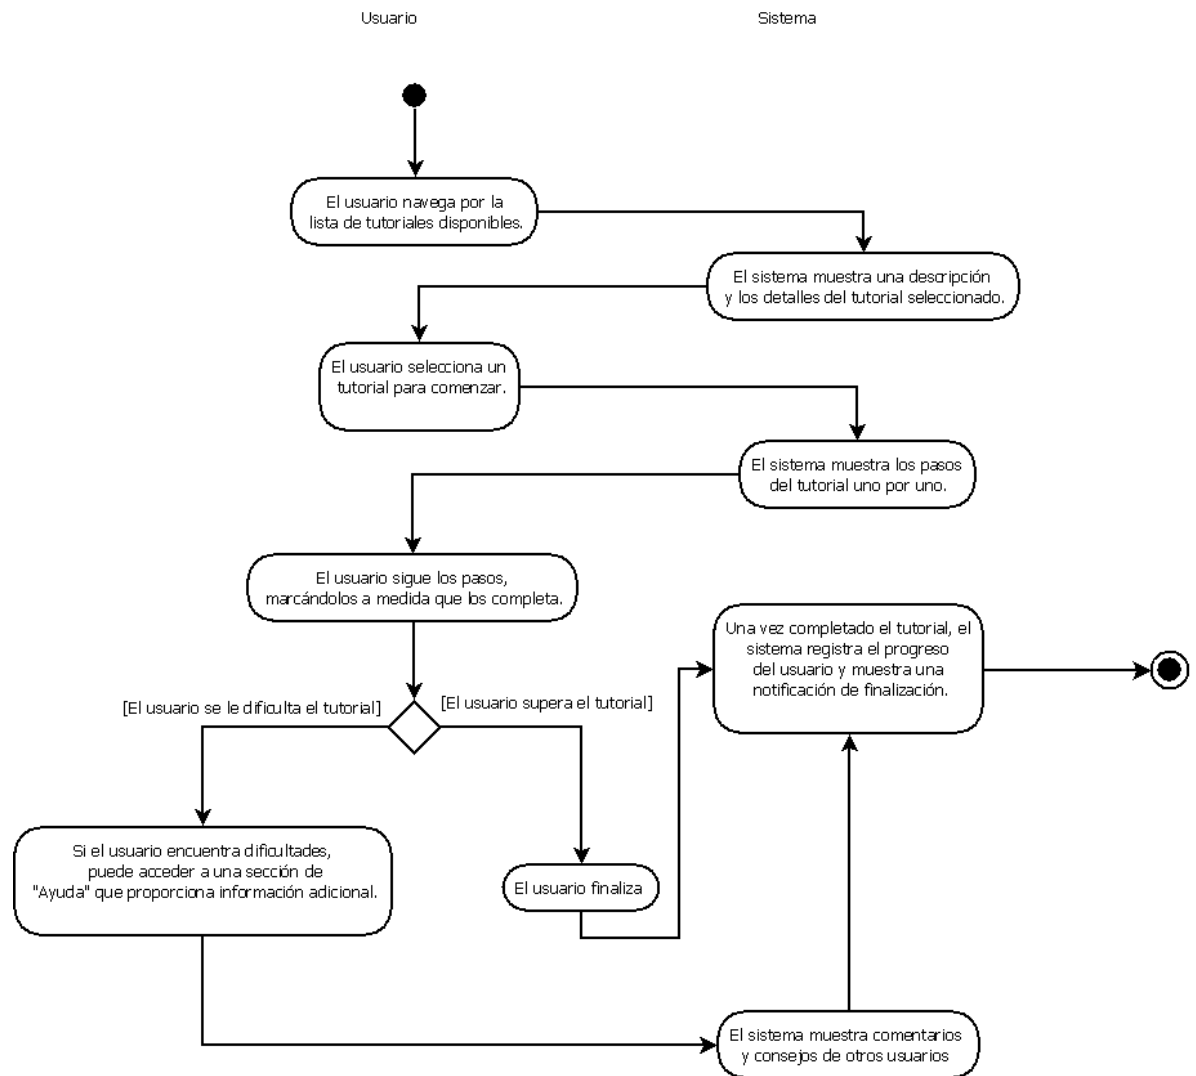 Usuario
Sistema
El usuario navega por la
lista de tutoriales disponibles.
El sistema muestra una descripción
y los detalles del tutorial seleccionado.
El usuario selecciona un
tutorial para comenzar.
El sistema muestra los pasos
del tutorial uno por uno.
El usuario sigue los pasos,
marcándolos a medida que los completa.
Una vez completado el tutorial, el
sistema registra el progreso
del usuario y muestra una
notificación de finalización.
[El usuario se le dificulta el tutorial]
[El usuario supera el tutorial]
Si el usuario encuentra dificultades,
puede acceder a una sección de
"Ayuda" que proporciona información adicional.
El usuario finaliza
El sistema muestra comentarios
y consejos de otros usuarios